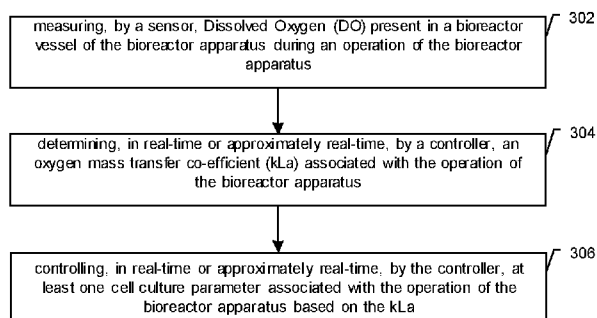 measuring, by a sensor, Dissolved Oxygen (DO) present in a bioreactor
vessel of the bioreactor apparatus during an operation of the bioreactor
apparatus
302
determining, in real-time or approximately real-time, by a controller, an
oxygen mass transfer co-efficient (kLa) associated with the operation of
the bioreactor apparatus
304
controlling, in real-time or approximately real-time, by the controller, at
least one cell culture parameter associated with the operation of the
bioreactor apparatus based on the kLa
306